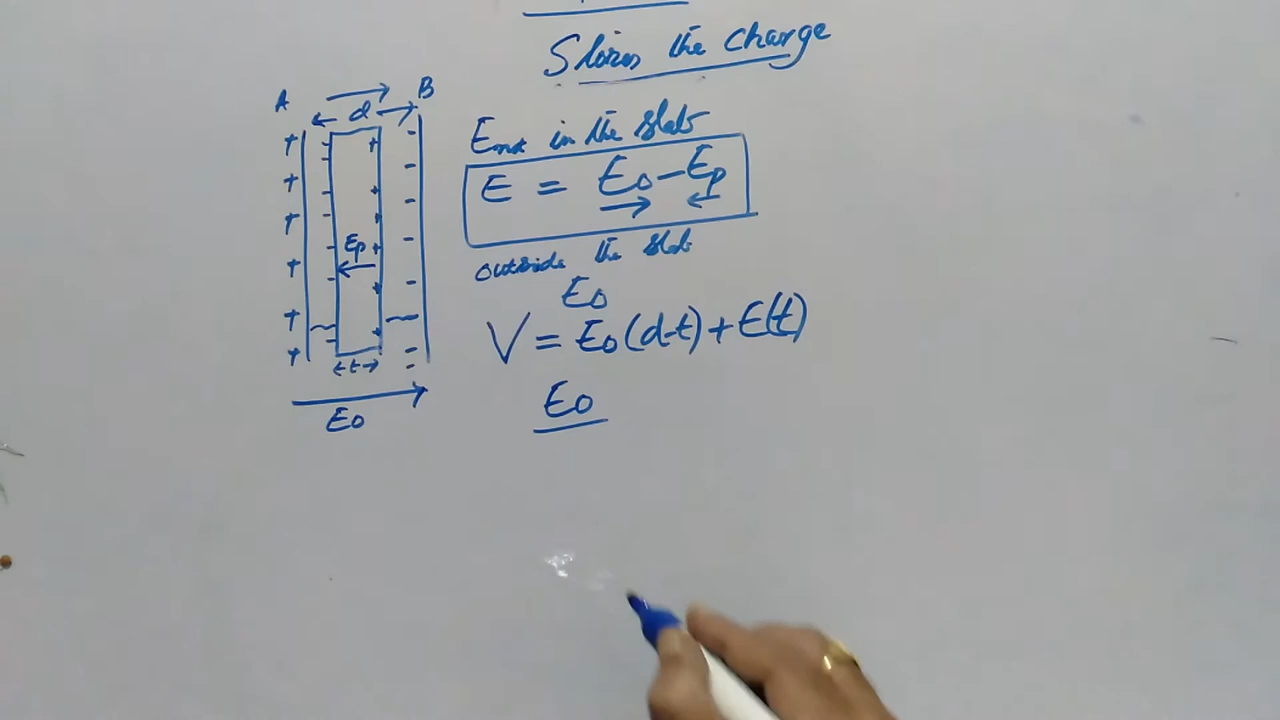 Stores the charge
A d B
Enet in the slab
E = E0 - Ep
outside the slab
E0
V = E0(d-t) + E(t)
E0
+ + + + + +
- - - - - -
Ep
t
E0